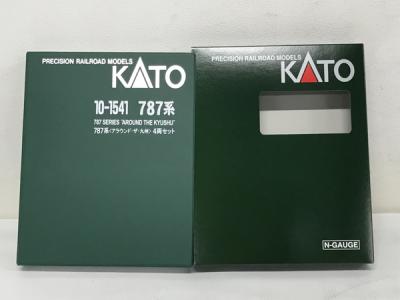 PRECISION RAILROAD MODELS
KATO
10-1541 787系
787 SERIES "AROUND THE KYUSHU"
787系〈アラウンド・ザ・九州〉4両セット
PRECISION RAILROAD MODELS
KATO
N-GAUGE